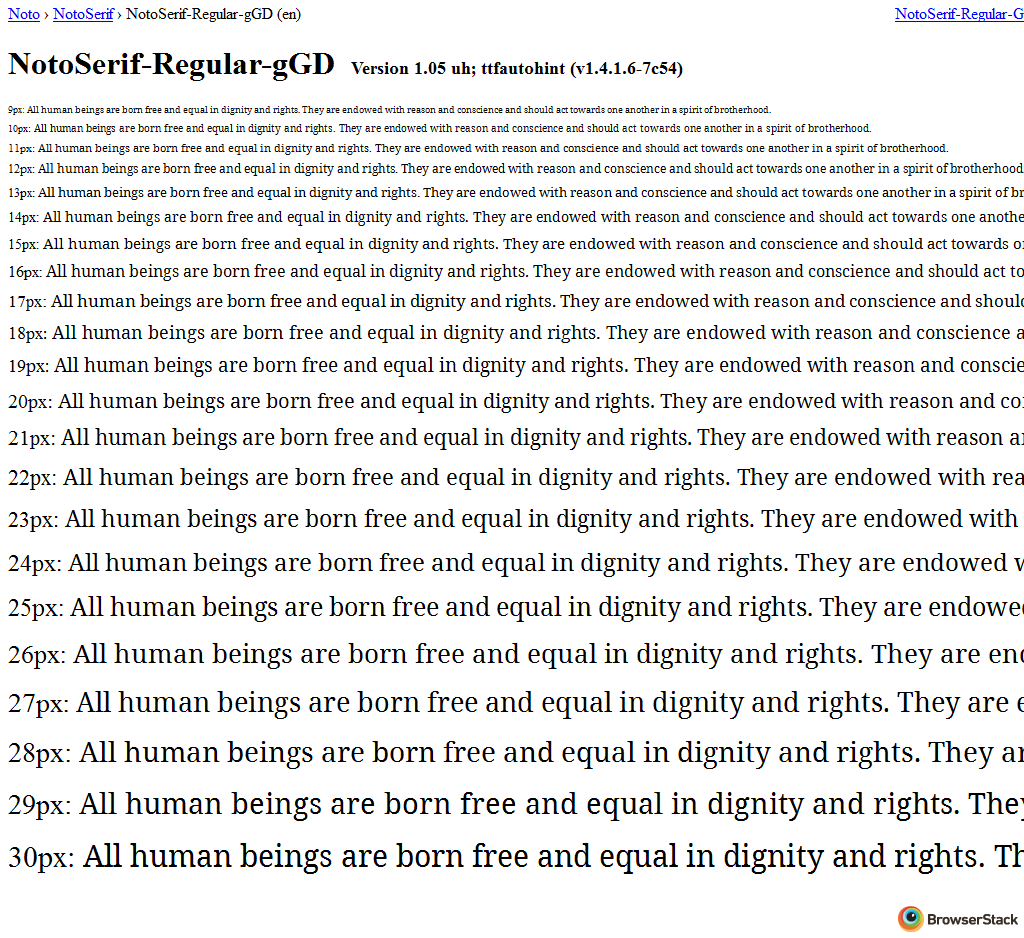 Noto › NotoSerif › NotoSerif-Regular-gGD (en) NotoSerif-Regular-G
NotoSerif-Regular-gGD Version 1.05 uh; ttfautohint (v1.4.1.6-7c54)
9px: All human beings are born free and equal in dignity and rights. They are endowed with reason and conscience and should act towards one another in a spirit of brotherhood.
10px: All human beings are born free and equal in dignity and rights. They are endowed with reason and conscience and should act towards one another in a spirit of brotherhood.
11px: All human beings are born free and equal in dignity and rights. They are endowed with reason and conscience and should act towards one another in a spirit of brotherhood.
12px: All human beings are born free and equal in dignity and rights. They are endowed with reason and conscience and should act towards one another in a spirit of brotherhood
13px: All human beings are born free and equal in dignity and rights. They are endowed with reason and conscience and should act towards one another in a spirit of br
14px: All human beings are born free and equal in dignity and rights. They are endowed with reason and conscience and should act towards one anothe
15px: All human beings are born free and equal in dignity and rights. They are endowed with reason and conscience and should act towards o
16px: All human beings are born free and equal in dignity and rights. They are endowed with reason and conscience and should act to
17px: All human beings are born free and equal in dignity and rights. They are endowed with reason and conscience and shoul
18px: All human beings are born free and equal in dignity and rights. They are endowed with reason and conscience a
19px: All human beings are born free and equal in dignity and rights. They are endowed with reason and conscie
20px: All human beings are born free and equal in dignity and rights. They are endowed with reason and co
21px: All human beings are born free and equal in dignity and rights. They are endowed with reason a
22px: All human beings are born free and equal in dignity and rights. They are endowed with rea
23px: All human beings are born free and equal in dignity and rights. They are endowed with
24px: All human beings are born free and equal in dignity and rights. They are endowed w
25px: All human beings are born free and equal in dignity and rights. They are endowe
26px: All human beings are born free and equal in dignity and rights. They are en
27px: All human beings are born free and equal in dignity and rights. They are e
28px: All human beings are born free and equal in dignity and rights. They a
29px: All human beings are born free and equal in dignity and rights. They
30px: All human beings are born free and equal in dignity and rights. Th
BrowserStack